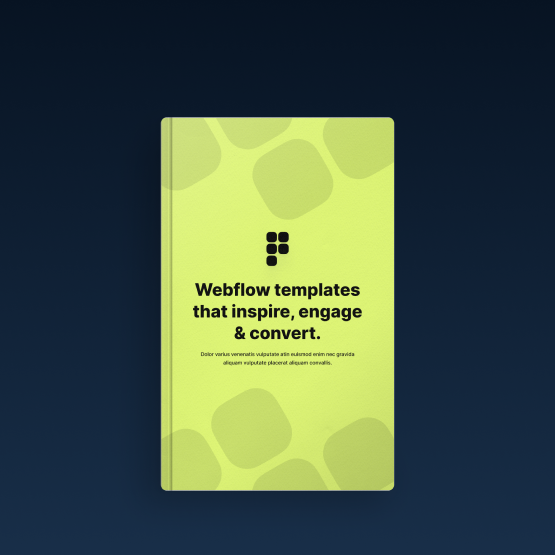 Webflow templates
that inspire, engage
& convert.
Dolor varius venenatis vulputate atin euismod enim nec gravida
aliquam vulputate placerat aliquam convallis.